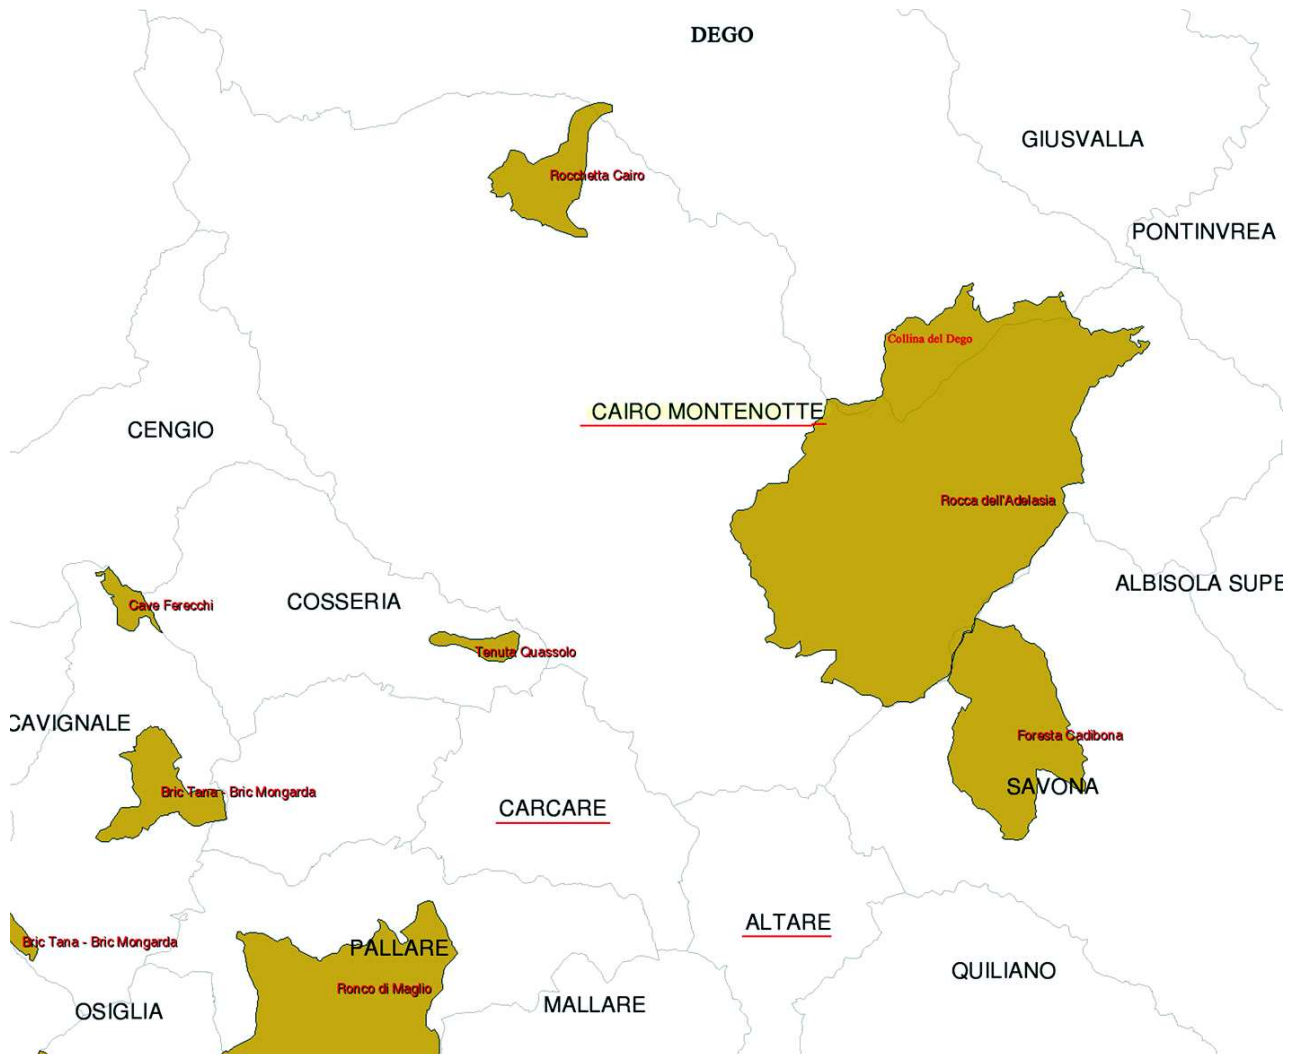 DEGO
GIUSVALLA
Rocchetta Cairo
PONTINVREA
Collina del Dego
CAIRO MONTENOTTE
CENGIO
Rocca dell'Adelasia
ALBISOLA SUPE
COSSERIA
Cave Ferecchi
Tenuta Quassolo
CAVIGNALE
Foresta Cadibona
SAVONA
Bric Tana - Bric Mongarda
CARCARE
ALTARE
Bric Tana - Bric Mongarda
PALLARE
QUILIANO
Ronco di Maglio
MALLARE
OSIGLIA